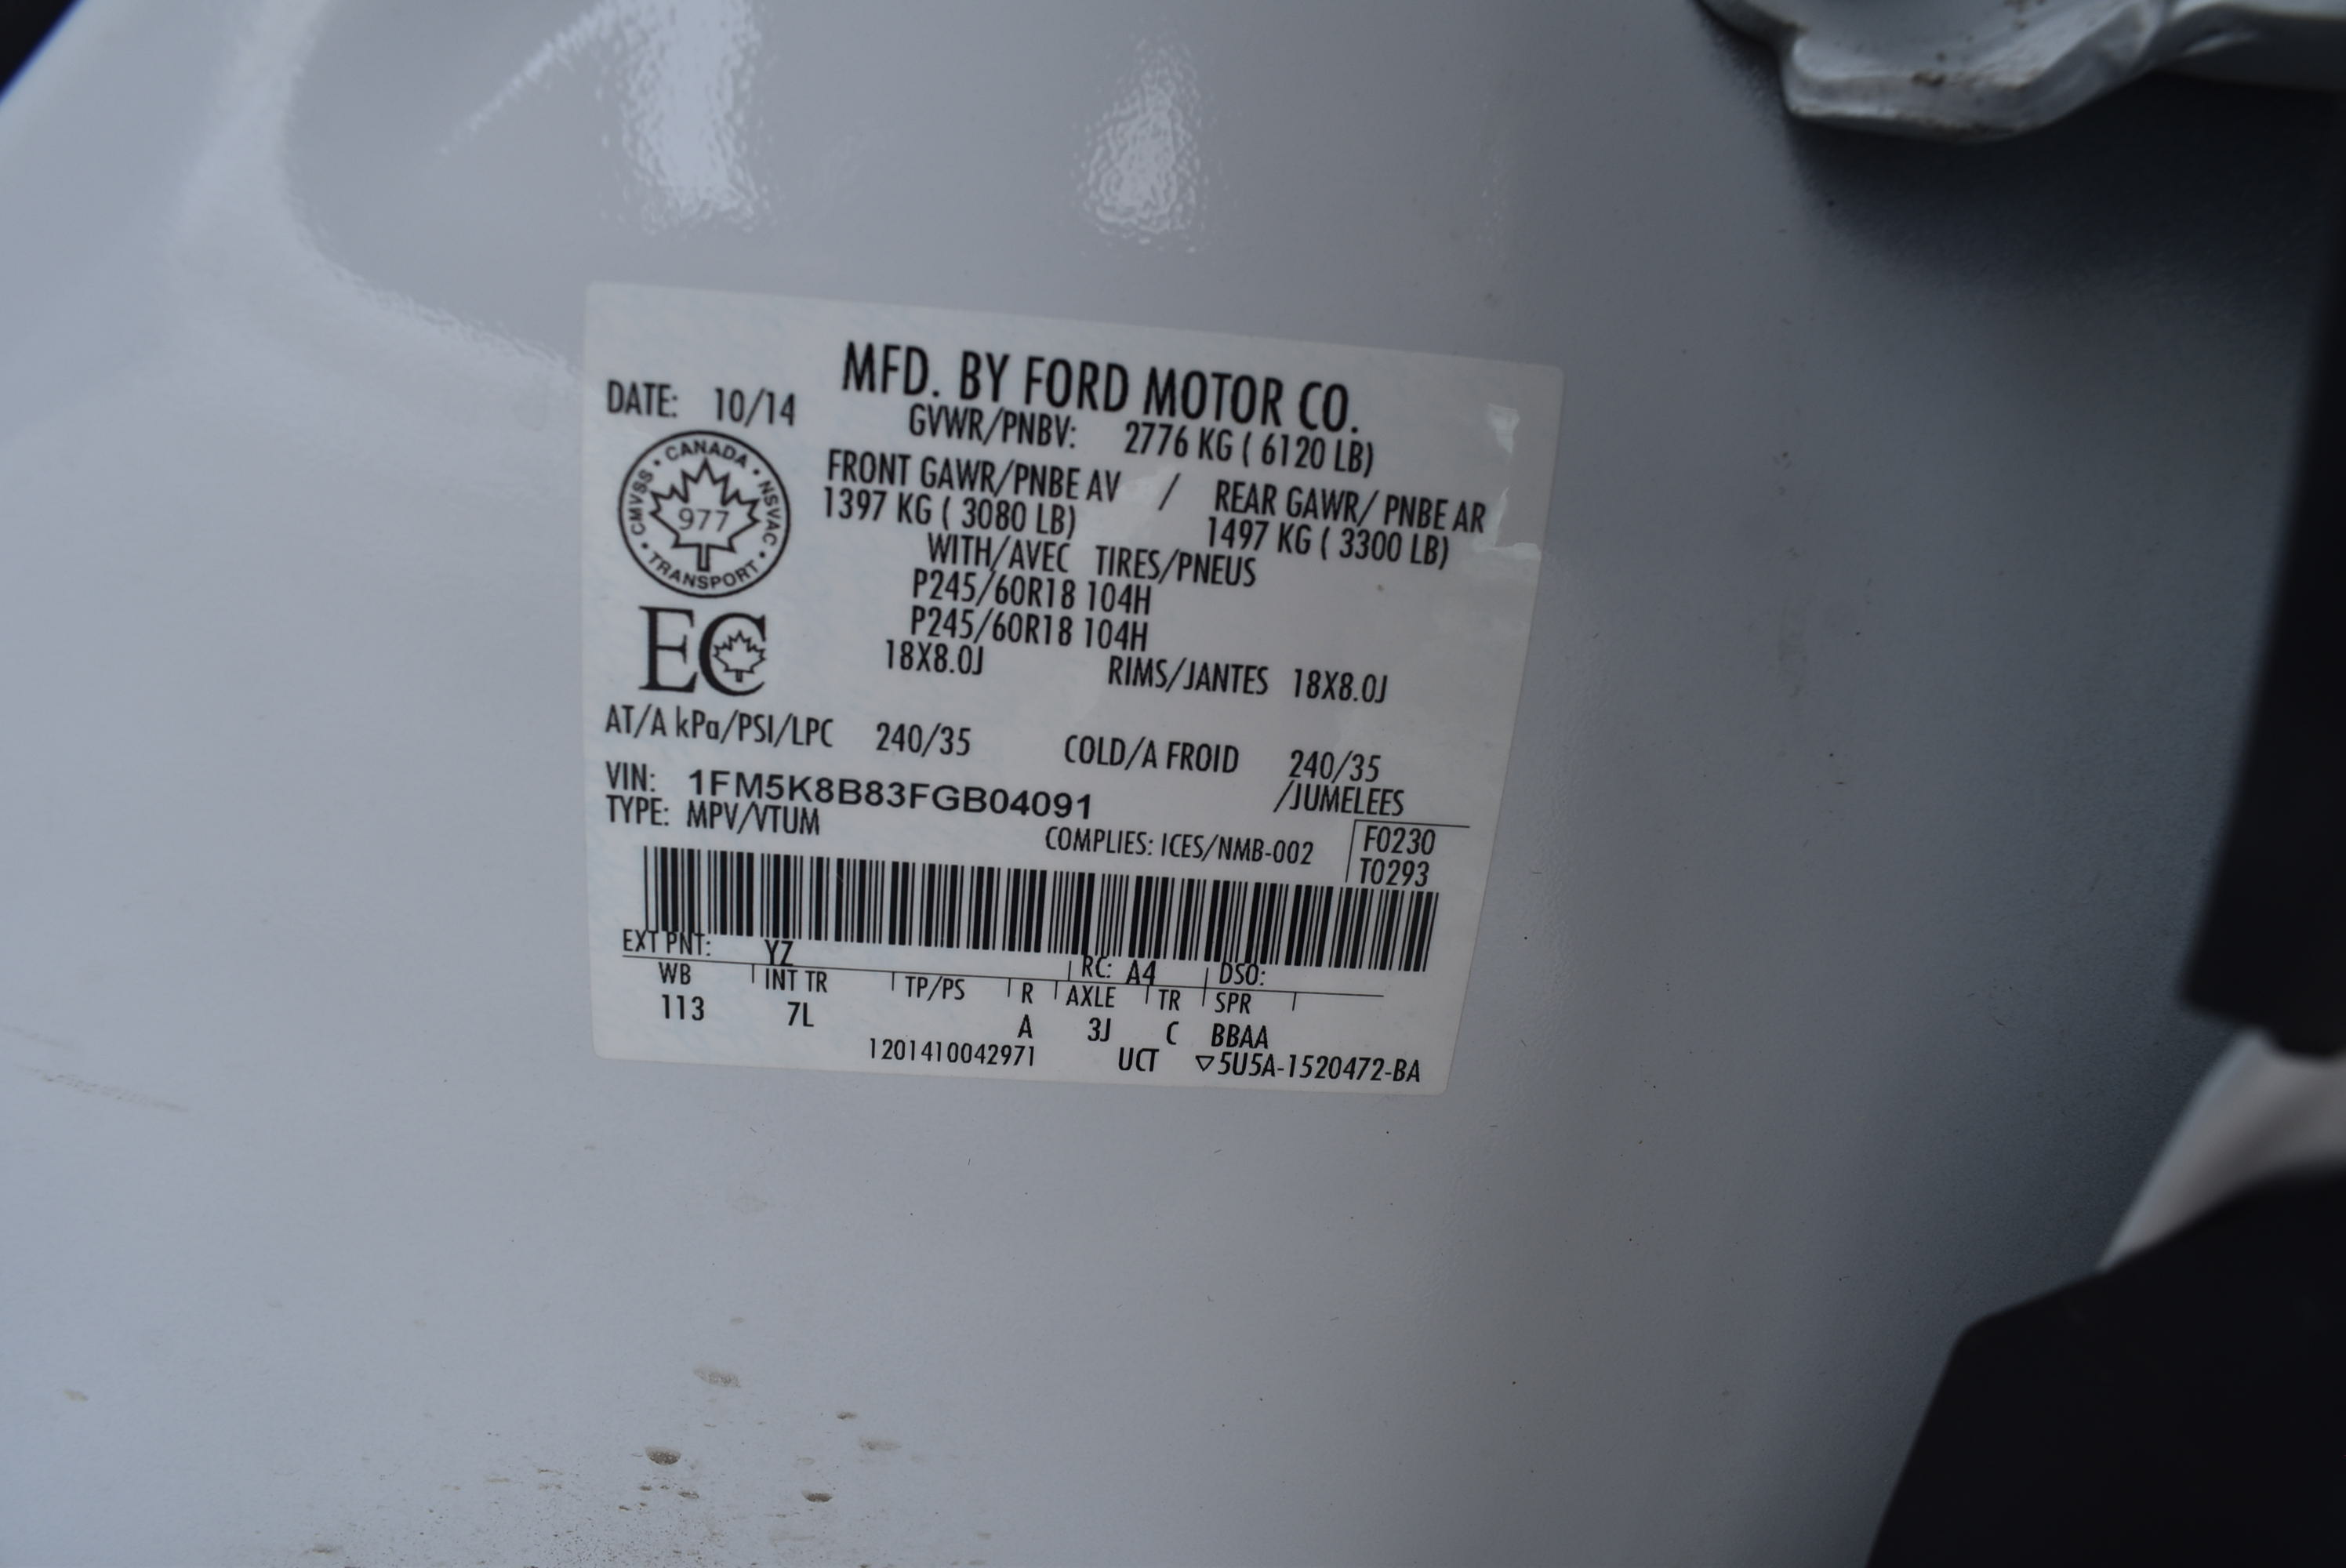 MFD. BY FORD MOTOR CO.
DATE: 10/14
GVWR/PNBV: 2776 KG ( 6120 LB)
FRONT GAWR/PNBE AV / REAR GAWR/ PNBE AR
1397 KG ( 3080 LB) 1497 KG ( 3300 LB)
CANADA • NSVAC • TRANSPORT • CMVSS •
977
WITH/AVEC TIRES/PNEUS
P245/60R18 104H
P245/60R18 104H
EC
18X8.0J RIMS/JANTES 18X8.0J
AT/A kPa/PSI/LPC 240/35 COLD/A FROID 240/35
VIN: 1FM5K8B83FGB04091 /JUMELEES
TYPE: MPV/VTUM
COMPLIES: ICES/NMB-002 F0230
T0293
EXT PNT: YZ RC: A4 DSO:
WB INT TR TP/PS R AXLE TR SPR
113 7L A 3J C BBAA
1201410042971 UCT ▽5U5A-1520472-BA